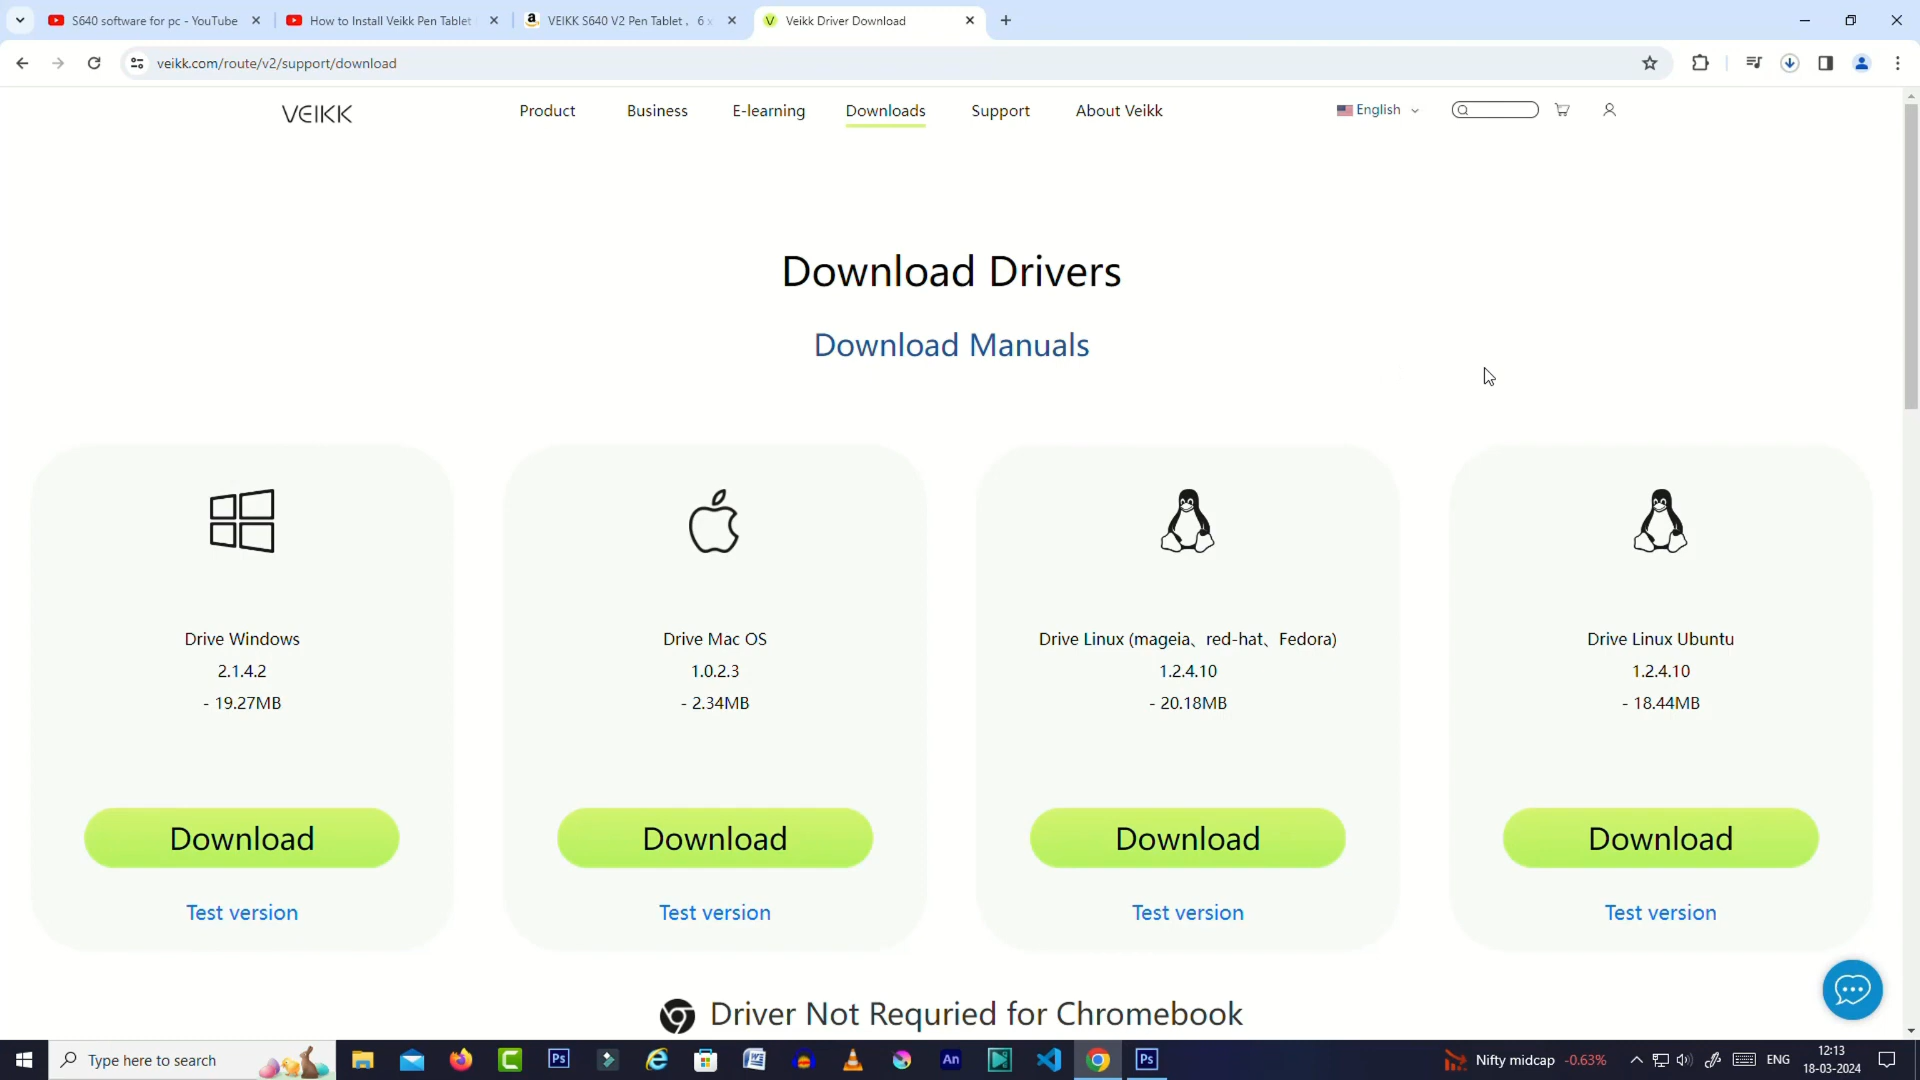 S640 software for pc - YouTube
How to Install Veikk Pen Tablet
VEIKK S640 V2 Pen Tablet , 6 x
Veikk Driver Download
veikk.com/route/v2/support/download
VEIKK
Product
Business
E-learning
Downloads
Support
About Veikk
English
Download Drivers
Download Manuals
Drive Windows
2.1.4.2
- 19.27MB
Download
Test version
Drive Mac OS
1.0.2.3
- 2.34MB
Download
Test version
Drive Linux (mageia、red-hat、Fedora)
1.2.4.10
- 20.18MB
Download
Test version
Drive Linux Ubuntu
1.2.4.10
- 18.44MB
Download
Test version
Driver Not Requried for Chromebook
Type here to search
Ps
An
Ps
Nifty midcap -0.63%
ENG
12:13
18-03-2024